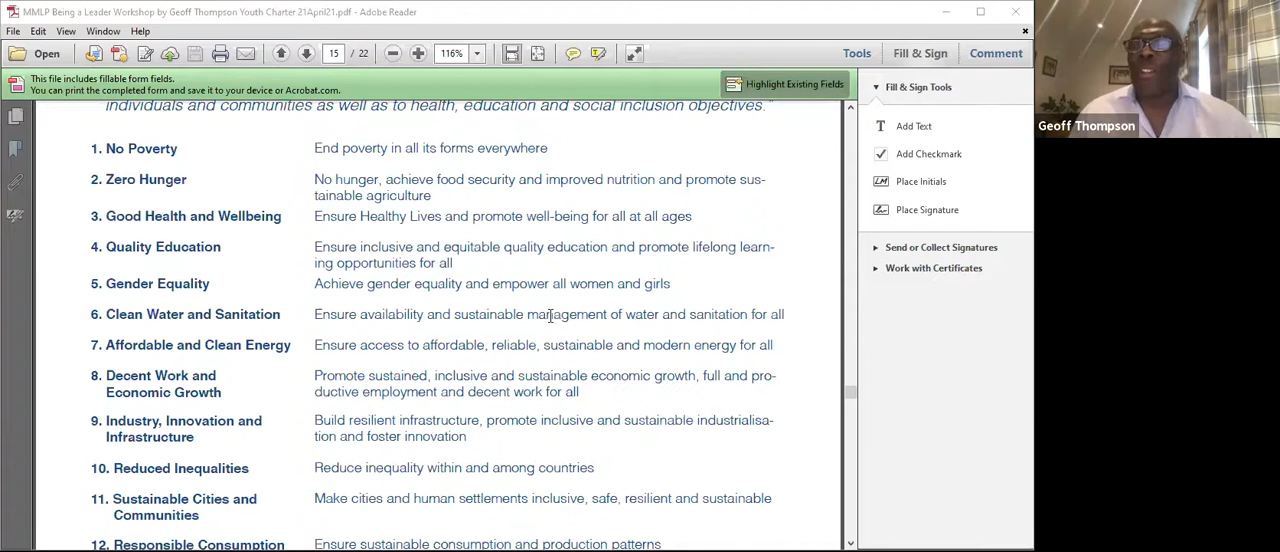 MMLP Being a Leader Workshop by Geoff Thompson Youth Charter 21April21.pdf - Adobe Reader
File Edit View Window Help
Open 15 / 22 116% Tools Fill & Sign Comment
This file includes fillable form fields.
You can print the completed form and save it to your device or Acrobat.com.
Highlight Existing Fields
individuals and communities as well as to health, education and social inclusion objectives."
1. No Poverty End poverty in all its forms everywhere
2. Zero Hunger No hunger, achieve food security and improved nutrition and promote sus-
tainable agriculture
3. Good Health and Wellbeing Ensure Healthy Lives and promote well-being for all at all ages
4. Quality Education Ensure inclusive and equitable quality education and promote lifelong learn-
ing opportunities for all
5. Gender Equality Achieve gender equality and empower all women and girls
6. Clean Water and Sanitation Ensure availability and sustainable management of water and sanitation for all
7. Affordable and Clean Energy Ensure access to affordable, reliable, sustainable and modern energy for all
8. Decent Work and Promote sustained, inclusive and sustainable economic growth, full and pro-
Economic Growth ductive employment and decent work for all
9. Industry, Innovation and Build resilient infrastructure, promote inclusive and sustainable industrialisa-
Infrastructure tion and foster innovation
10. Reduced Inequalities Reduce inequality within and among countries
11. Sustainable Cities and Make cities and human settlements inclusive, safe, resilient and sustainable
Communities
12. Responsible Consumption Ensure sustainable consumption and production patterns
Fill & Sign Tools
T Add Text
Add Checkmark
Place Initials
Place Signature
Send or Collect Signatures
Work with Certificates
Geoff Thompson